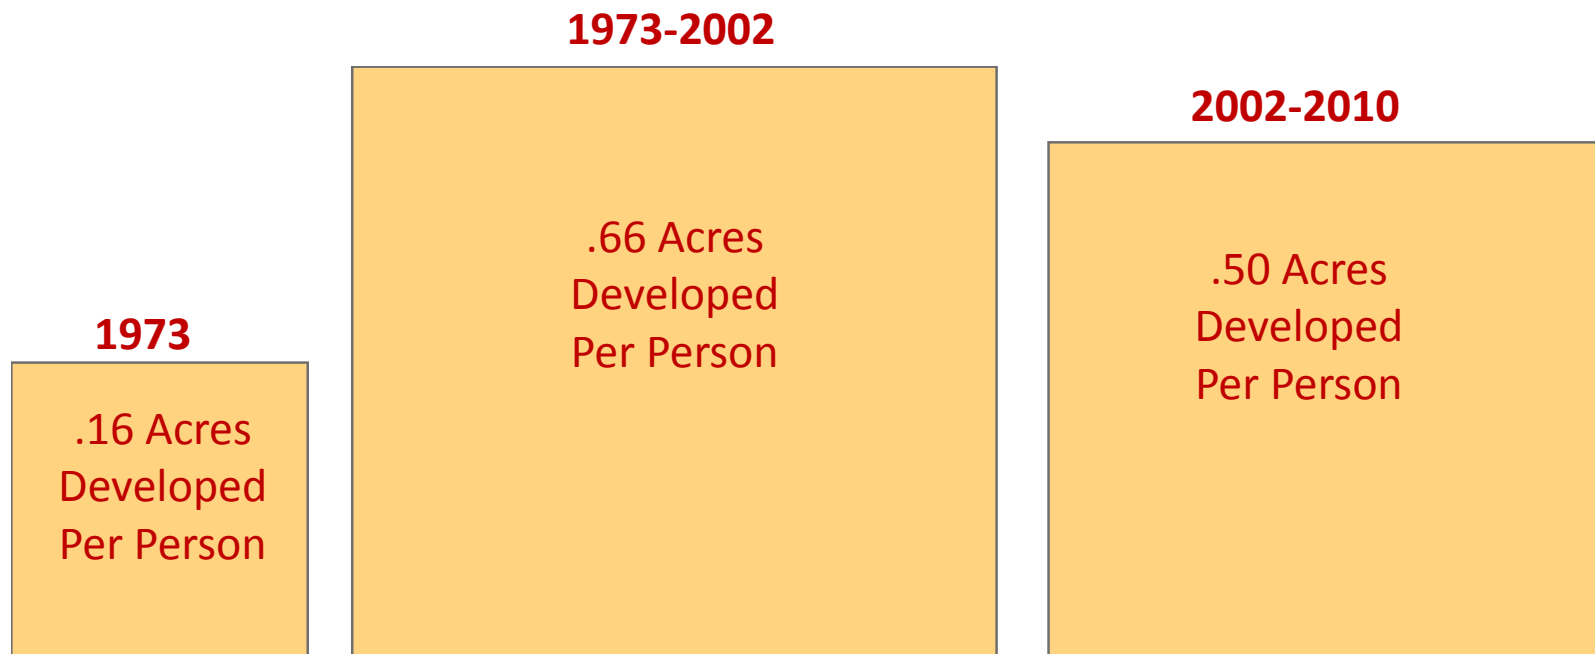 1973
.16 Acres
Developed
Per Person
1973-2002
.66 Acres
Developed
Per Person
2002-2010
.50 Acres
Developed
Per Person